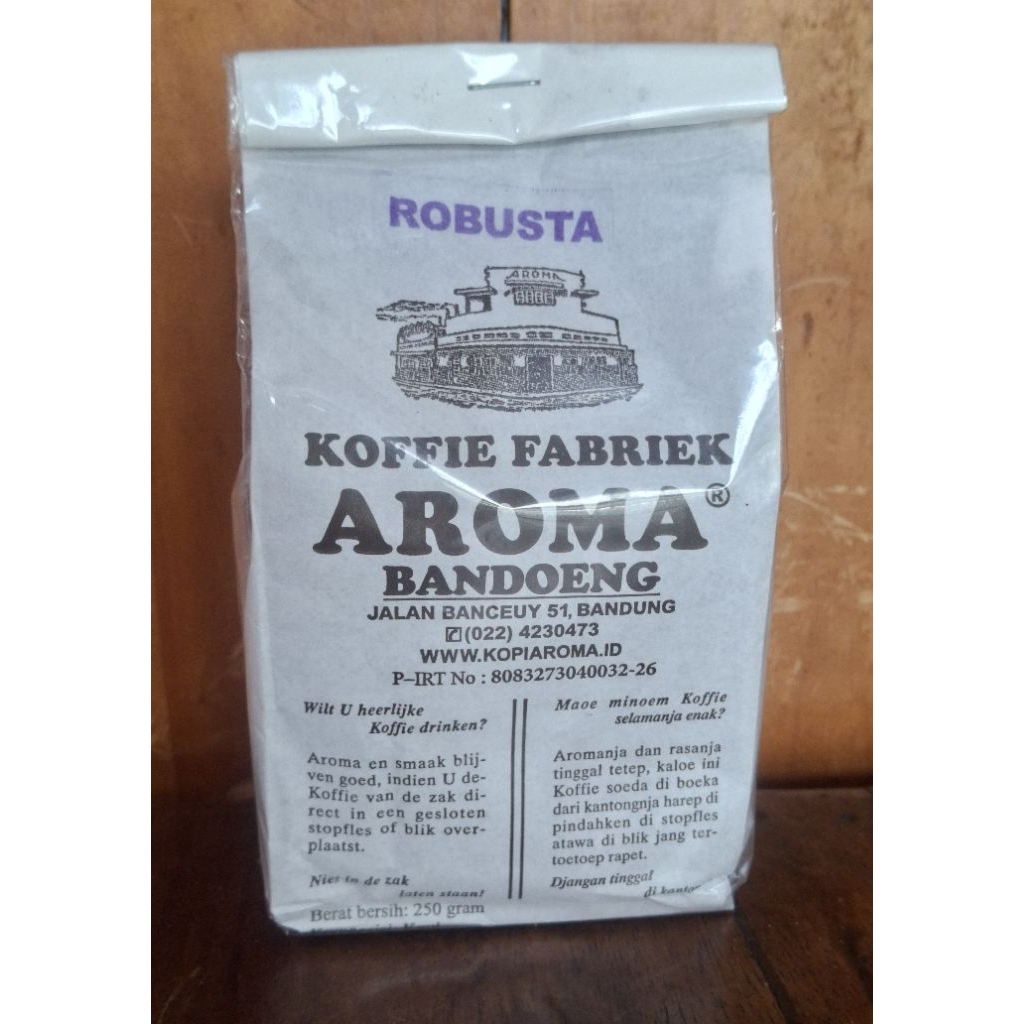 ROBUSTA
AROMA
KOFFIE FABRIEK
AROMA®
BANDOENG
JALAN BANCEUY 51, BANDUNG
✆(022) 4230473
WWW.KOPIAROMA.ID
P–IRT No : 8083273040032-26
Wilt U heerlijke
Koffie drinken?
Aroma en smaak blij-
ven goed, indien U de-
Koffie van de zak di-
rect in een gesloten
stopfles of blik over-
plaatst.
Niet in de zak
laten staan!
Berat bersih: 250 gram
Maoe minoem Koffie
selamanja enak?
Aromanja dan rasanja
tinggal tetep, kaloe ini
Koffie soeda di boeka
dari kantongnja harep di
pindahken di stopfles
atawa di blik jang ter-
toetoep rapet.
Djangan tinggal
di